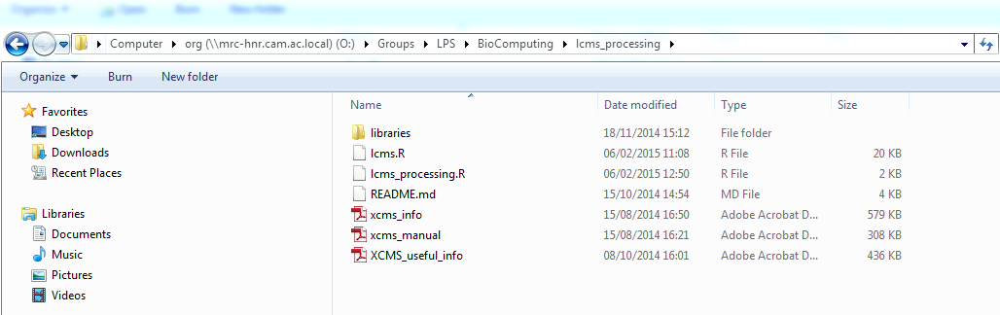 Organize Open Burn New folder
Computer org (\\mrc-hnr.cam.ac.local) (O:) Groups LPS BioComputing lcms_processing
Organize Burn New folder
Name Date modified Type Size
Favorites
Desktop
Downloads
Recent Places
Libraries
Documents
Music
Pictures
Videos
libraries 18/11/2014 15:12 File folder
lcms.R 06/02/2015 11:08 R File 20 KB
lcms_processing.R 06/02/2015 12:50 R File 2 KB
README.md 15/10/2014 14:54 MD File 4 KB
xcms_info 15/08/2014 16:50 Adobe Acrobat D... 579 KB
xcms_manual 15/08/2014 16:21 Adobe Acrobat D... 308 KB
XCMS_useful_info 08/10/2014 16:01 Adobe Acrobat D... 436 KB